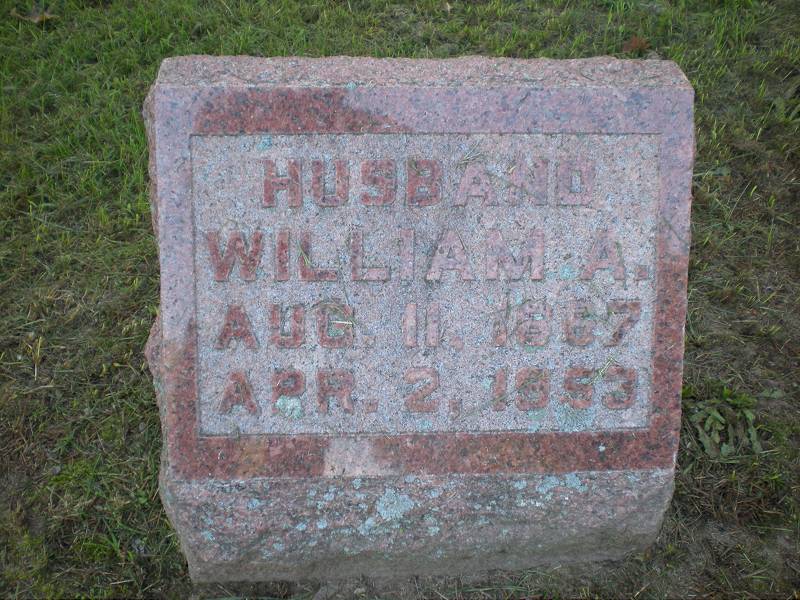 HUSBAND
WILLIAM A.
AUG. 11, 1867
APR. 2, 1953